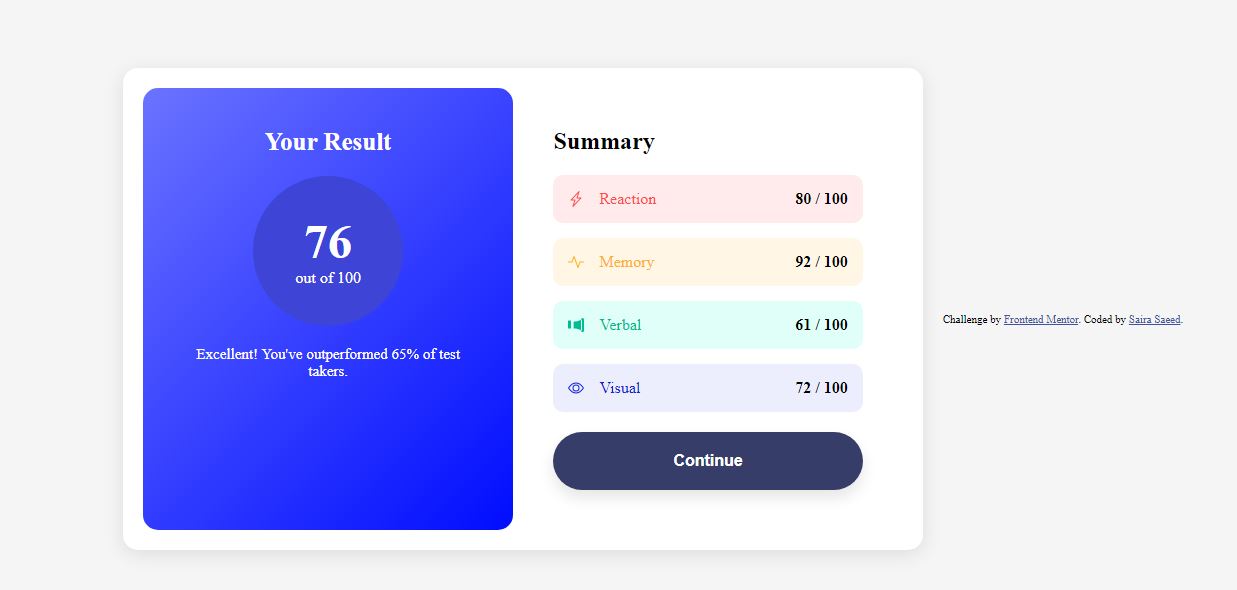 Your Result
76
out of 100
Excellent! You've outperformed 65% of test
takers.
Summary
Reaction 80 / 100
Memory 92 / 100
Verbal 61 / 100
Visual 72 / 100
Continue
Challenge by Frontend Mentor. Coded by Saira Saeed.